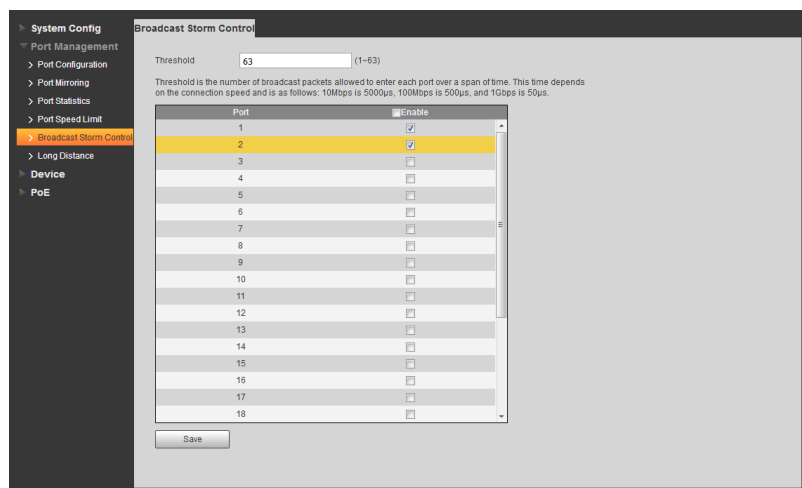 System Config
Port Management
Port Configuration
Port Mirroring
Port Statistics
Port Speed Limit
Broadcast Storm Control
Long Distance
Device
PoE
Broadcast Storm Control
Threshold 63 (1~63)
Threshold is the number of broadcast packets allowed to enter each port over a span of time. This time depends
on the connection speed and is as follows: 10Mbps is 5000μs, 100Mbps is 500μs, and 1Gbps is 50μs.
Port Enable
1
2
3
4
5
6
7
8
9
10
11
12
13
14
15
16
17
18
Save